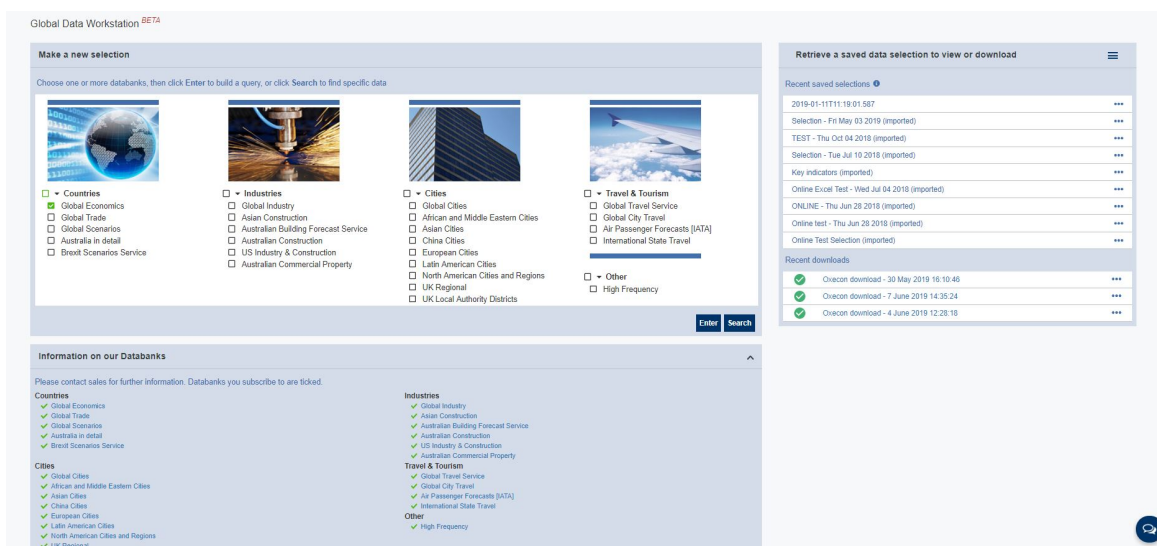 Global Data Workstation BETA
Make a new selection
Choose one or more databanks, then click Enter to build a query, or click Search to find specific data
Countries
Global Economics
Global Trade
Global Scenarios
Australia in detail
Brexit Scenarios Service
Industries
Global Industry
Asian Construction
Australian Building Forecast Service
Australian Construction
US Industry & Construction
Australian Commercial Property
Cities
Global Cities
African and Middle Eastern Cities
Asian Cities
China Cities
European Cities
Latin American Cities
North American Cities and Regions
UK Regional
UK Local Authority Districts
Travel & Tourism
Global Travel Service
Global City Travel
Air Passenger Forecasts [IATA]
International State Travel
Other
High Frequency
Enter Search
Retrieve a saved data selection to view or download
Recent saved selections
2019-01-11T11:19:01.587
Selection - Fri May 03 2019 (imported)
TEST - Thu Oct 04 2018 (imported)
Selection - Tue Jul 10 2018 (imported)
Key indicators (imported)
Online Excel Test - Wed Jul 04 2018 (imported)
ONLINE - Thu Jun 28 2018 (imported)
Online test - Thu Jun 28 2018 (imported)
Online Test Selection (imported)
Recent downloads
Oxecon download - 30 May 2019 16:10:46
Oxecon download - 7 June 2019 14:35:24
Oxecon download - 4 June 2019 12:28:18
Information on our Databanks
Please contact sales for further information. Databanks you subscribe to are ticked.
Countries
Global Economics
Global Trade
Global Scenarios
Australia in detail
Brexit Scenarios Service
Cities
Global Cities
African and Middle Eastern Cities
Asian Cities
China Cities
European Cities
Latin American Cities
North American Cities and Regions
UK Regional
Industries
Global Industry
Asian Construction
Australian Building Forecast Service
Australian Construction
US Industry & Construction
Australian Commercial Property
Travel & Tourism
Global Travel Service
Global City Travel
Air Passenger Forecasts [IATA]
International State Travel
Other
High Frequency